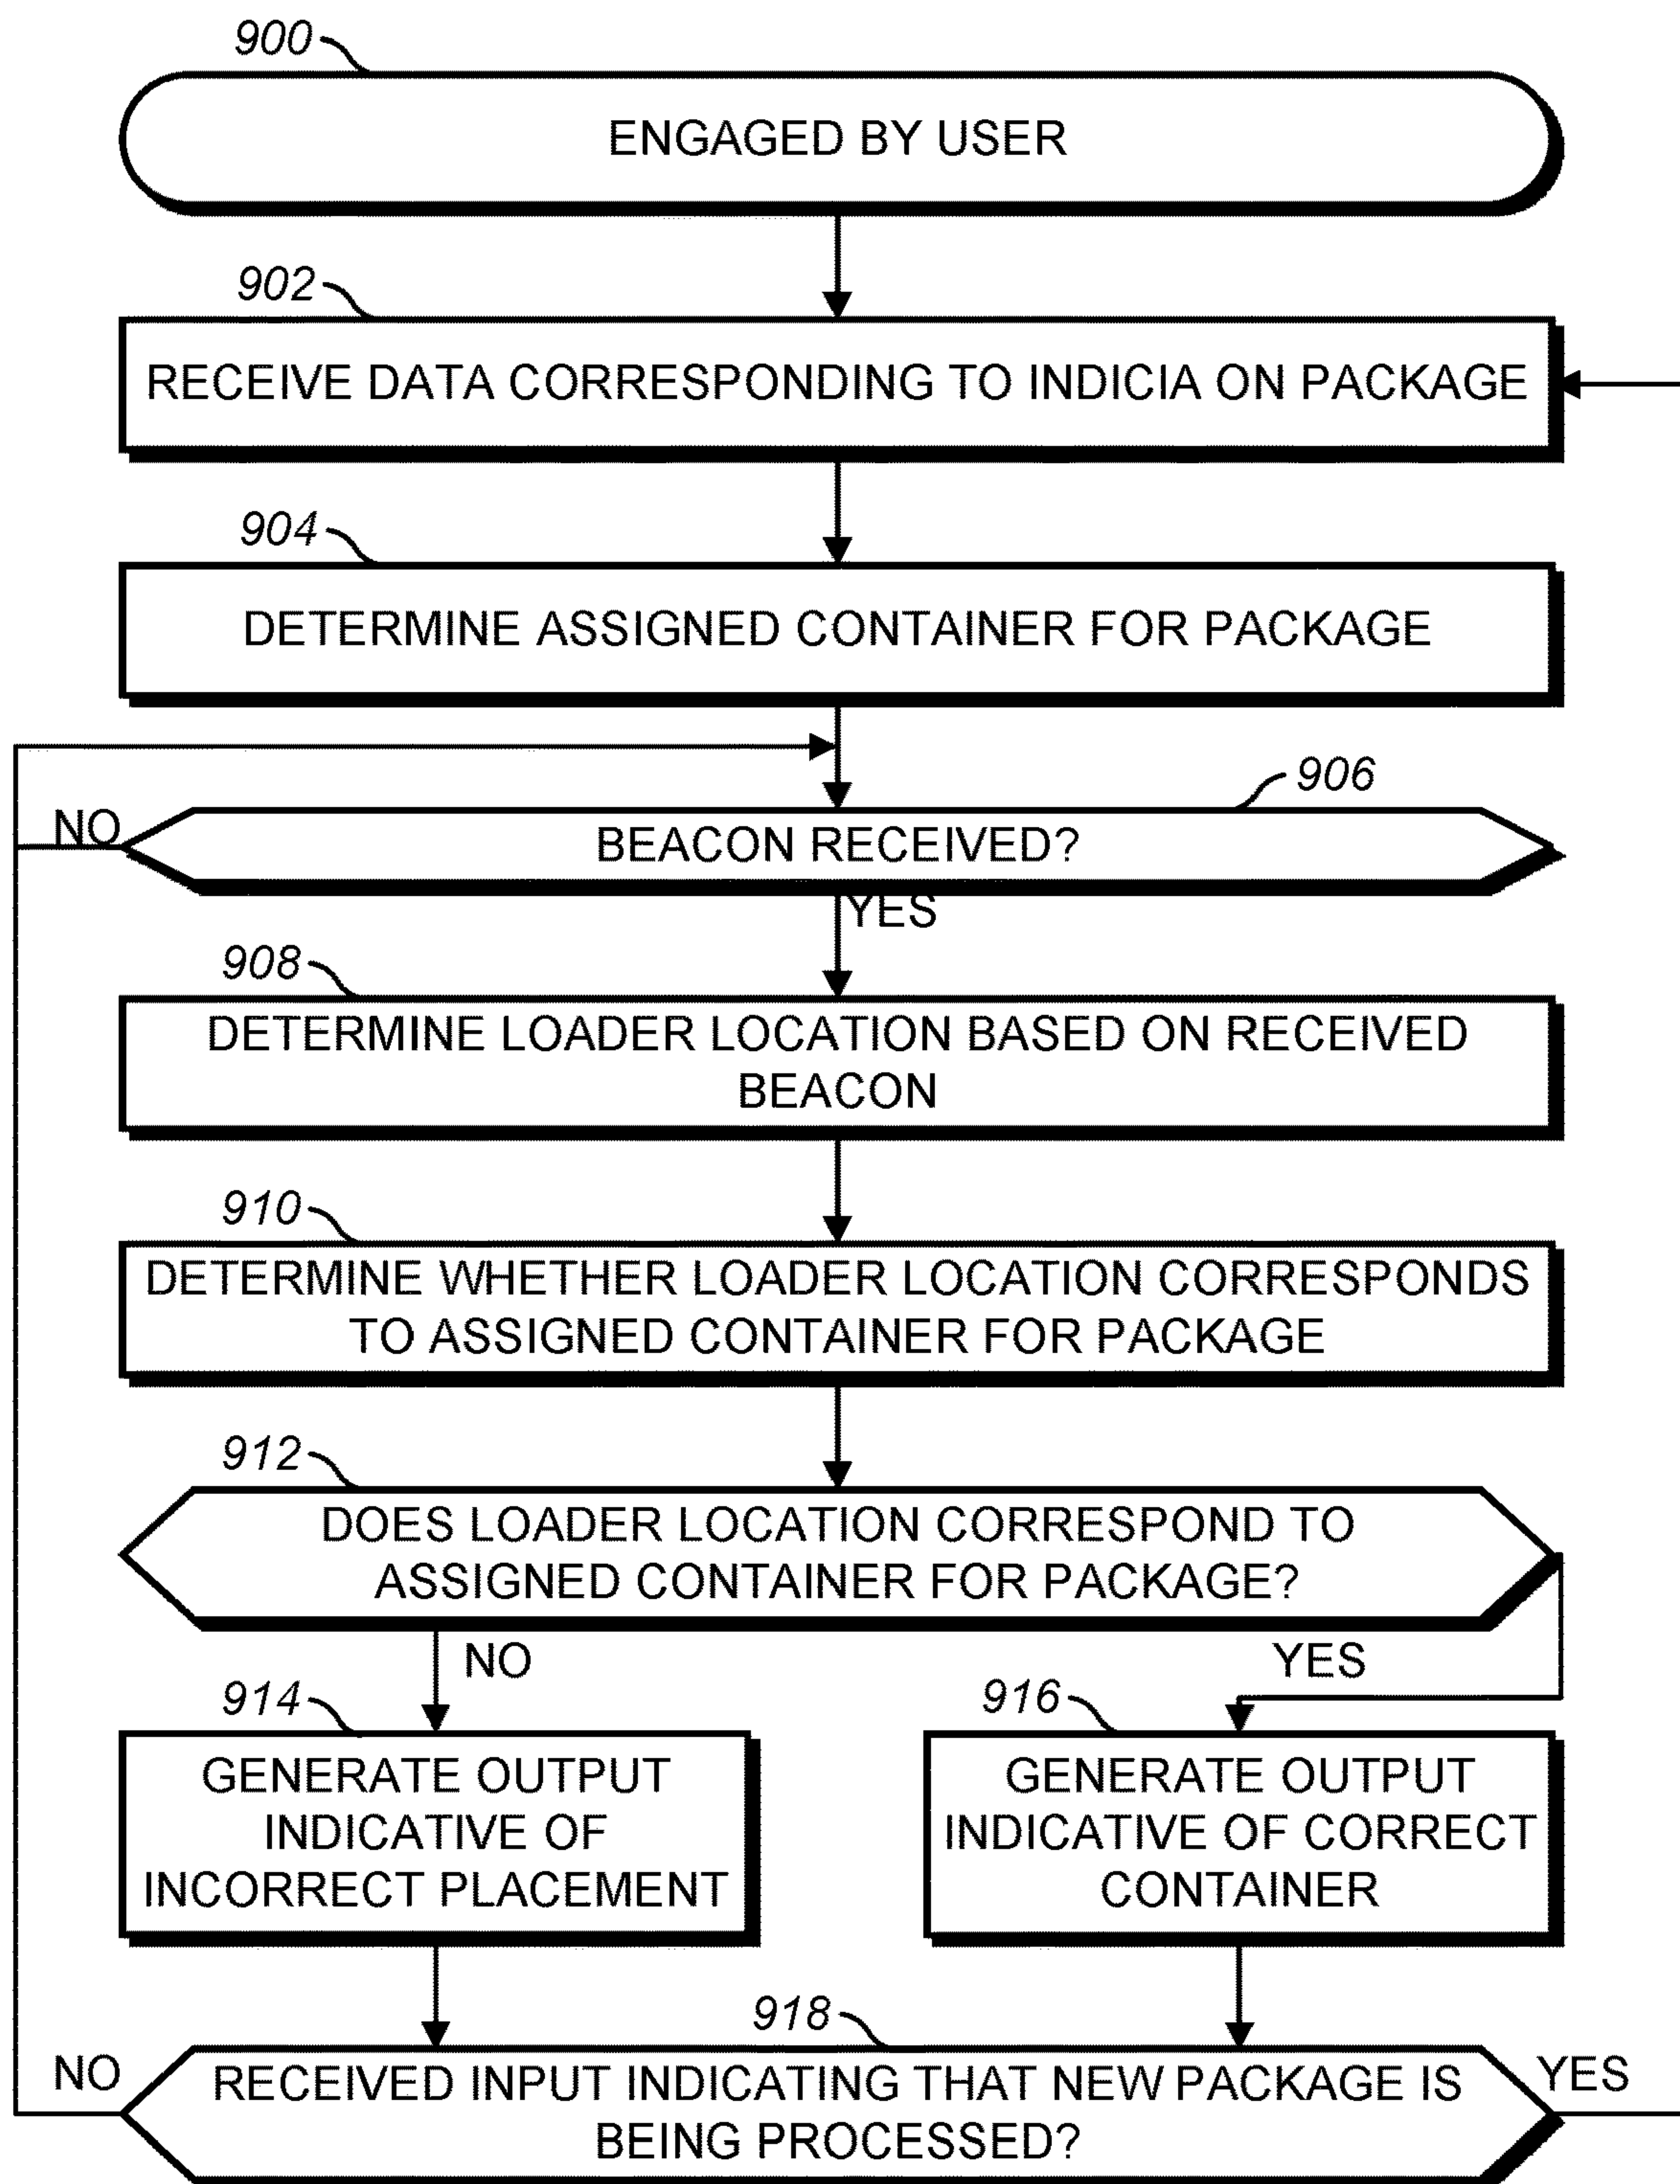 900
ENGAGED BY USER
902
RECEIVE DATA CORRESPONDING TO INDICIA ON PACKAGE
904
DETERMINE ASSIGNED CONTAINER FOR PACKAGE
906
NO
BEACON RECEIVED?
YES
908
DETERMINE LOADER LOCATION BASED ON RECEIVED
BEACON
910
DETERMINE WHETHER LOADER LOCATION CORRESPONDS
TO ASSIGNED CONTAINER FOR PACKAGE
912
DOES LOADER LOCATION CORRESPOND TO
ASSIGNED CONTAINER FOR PACKAGE?
NO
YES
914
GENERATE OUTPUT
INDICATIVE OF
INCORRECT PLACEMENT
916
GENERATE OUTPUT
INDICATIVE OF CORRECT
CONTAINER
918
NO
RECEIVED INPUT INDICATING THAT NEW PACKAGE IS
BEING PROCESSED?
YES